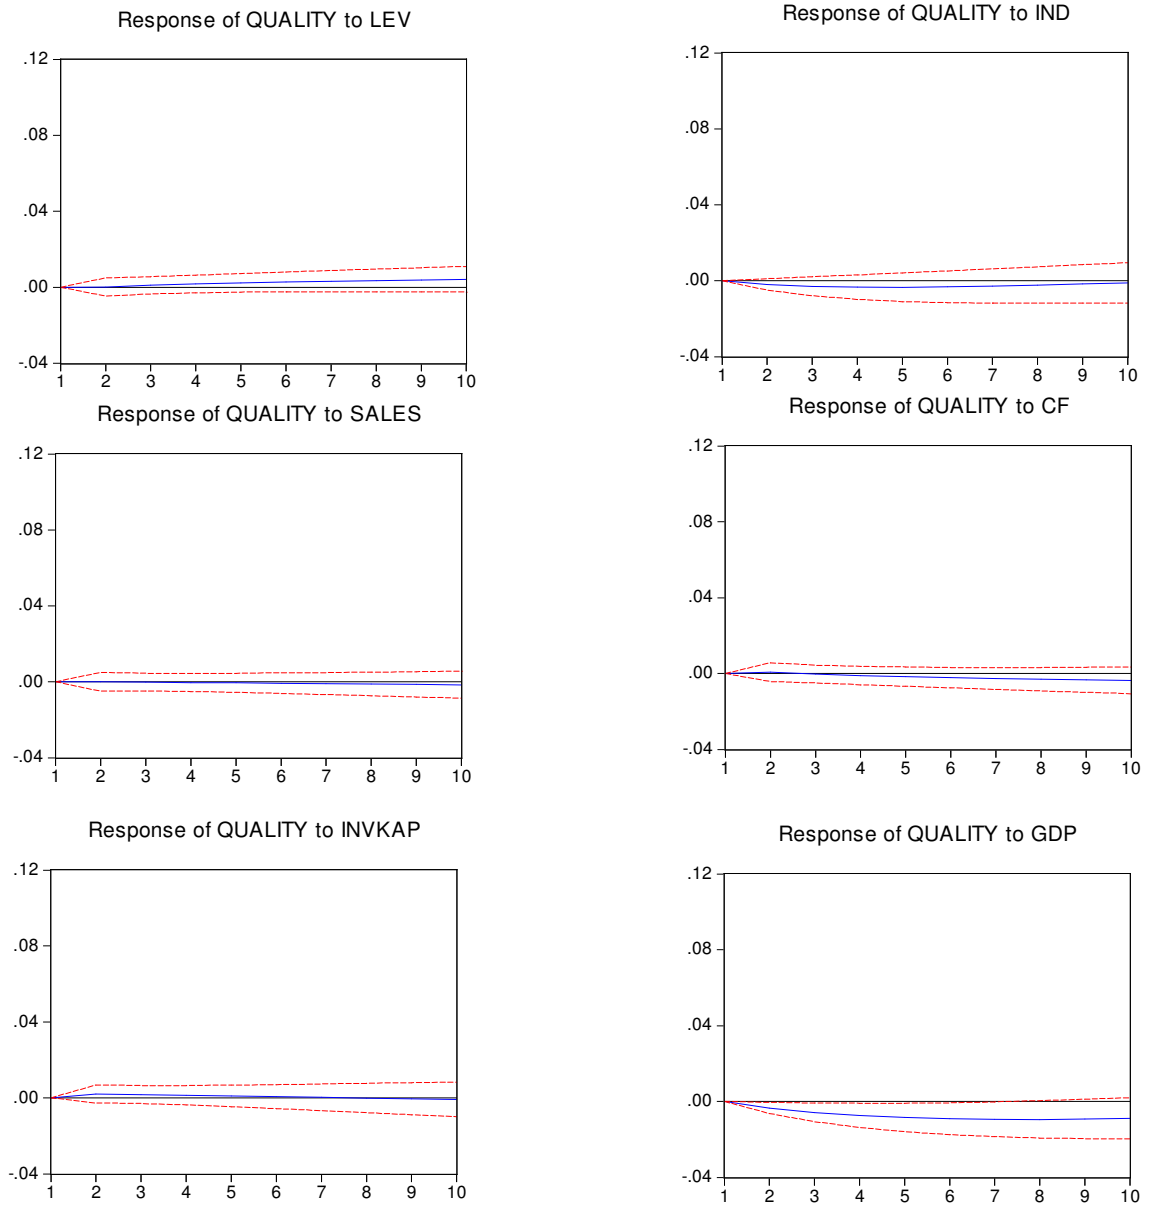 Response of QUALITY to LEV
.12
.08
.04
.00
-.04
1 2 3 4 5 6 7 8 9 10
Response of QUALITY to IND
.12
.08
.04
.00
-.04
1 2 3 4 5 6 7 8 9 10
Response of QUALITY to SALES
.12
.08
.04
.00
-.04
1 2 3 4 5 6 7 8 9 10
Response of QUALITY to CF
.12
.08
.04
.00
-.04
1 2 3 4 5 6 7 8 9 10
Response of QUALITY to INVKAP
.12
.08
.04
.00
-.04
1 2 3 4 5 6 7 8 9 10
Response of QUALITY to GDP
.12
.08
.04
.00
-.04
1 2 3 4 5 6 7 8 9 10